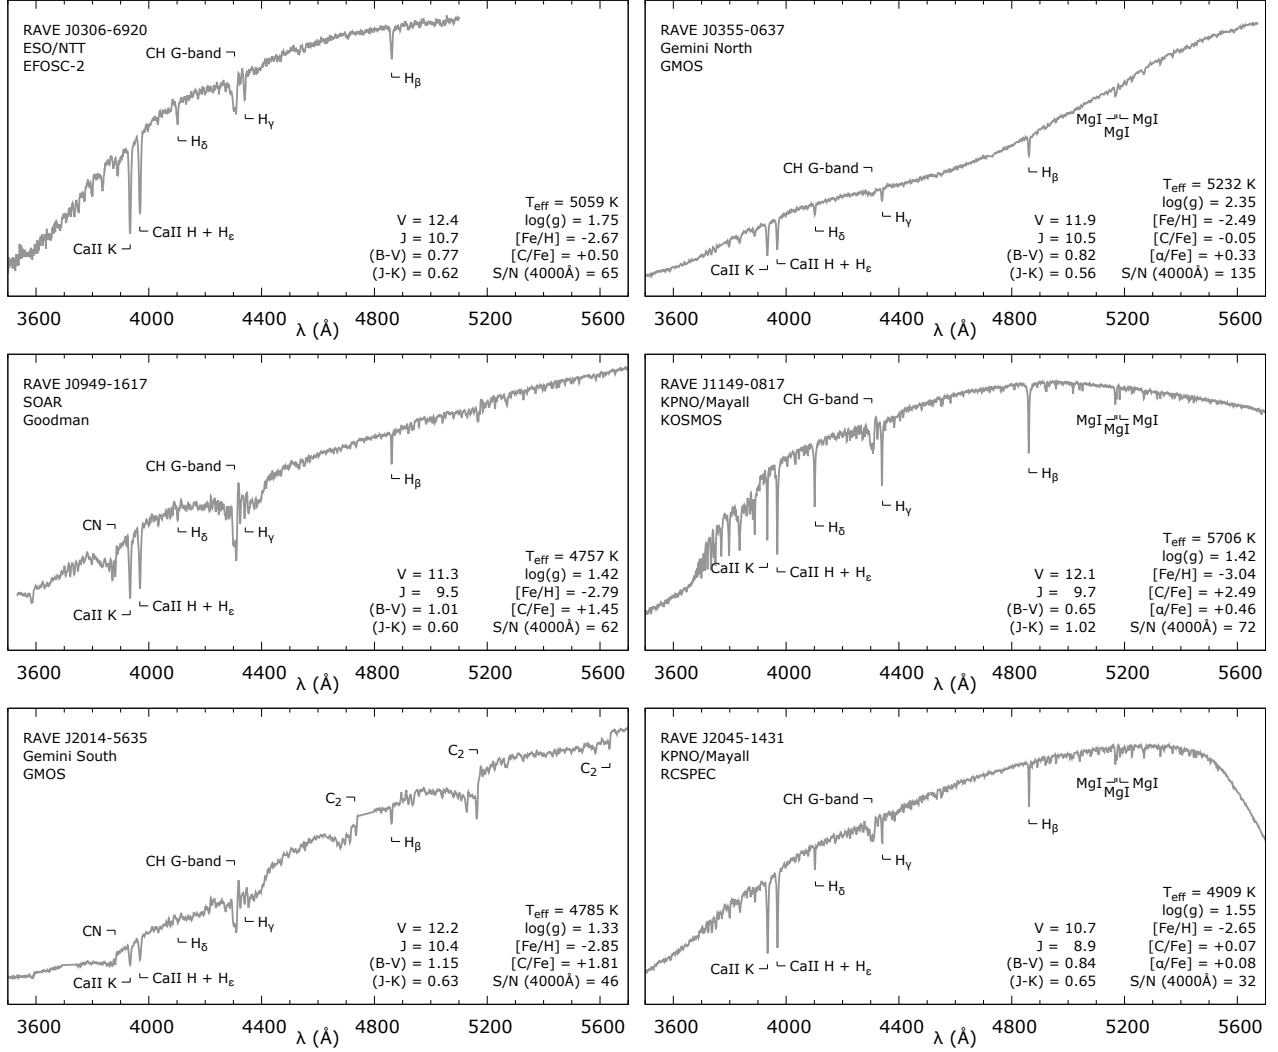 RAVE J0306-6920
ESO/NTT
EFOSC-2
CH G-band
Hβ
Hγ
Hδ
CaII H + Hε
CaII K
Teff = 5059 K
log(g) = 1.75
V = 12.4
[Fe/H] = -2.67
J = 10.7
[C/Fe] = +0.50
(B-V) = 0.77
S/N (4000Å) = 65
(J-K) = 0.62
3600 4000 4400 4800 5200 5600
λ (Å)
RAVE J0355-0637
Gemini North
GMOS
MgI MgI
MgI
CH G-band
Hβ
Hγ
Hδ
CaII K CaII H + Hε
Teff = 5232 K
log(g) = 2.35
V = 11.9
[Fe/H] = -2.49
J = 10.5
[C/Fe] = -0.05
(B-V) = 0.82
[α/Fe] = +0.33
(J-K) = 0.56
S/N (4000Å) = 135
3600 4000 4400 4800 5200 5600
λ (Å)
RAVE J0949-1617
SOAR
Goodman
CH G-band
Hβ
CN
Hδ
Hγ
CaII K CaII H + Hε
Teff = 4757 K
log(g) = 1.42
V = 11.3
[Fe/H] = -2.79
J = 9.5
[C/Fe] = +1.45
(B-V) = 1.01
S/N (4000Å) = 62
(J-K) = 0.60
3600 4000 4400 4800 5200 5600
λ (Å)
RAVE J1149-0817
KPNO/Mayall
KOSMOS
CH G-band
MgI MgI
MgI
Hβ
Hγ
Hδ
CaII K CaII H + Hε
Teff = 5706 K
log(g) = 1.42
V = 12.1
[Fe/H] = -3.04
J = 9.7
[C/Fe] = +2.49
(B-V) = 0.65
[α/Fe] = +0.46
(J-K) = 1.02
S/N (4000Å) = 72
3600 4000 4400 4800 5200 5600
λ (Å)
RAVE J2014-5635
Gemini South
GMOS
C2
C2
C2
Hβ
CH G-band
CN
Hδ
Hγ
CaII K CaII H + Hε
Teff = 4785 K
log(g) = 1.33
V = 12.2
[Fe/H] = -2.85
J = 10.4
[C/Fe] = +1.81
(B-V) = 1.15
S/N (4000Å) = 46
(J-K) = 0.63
3600 4000 4400 4800 5200 5600
λ (Å)
RAVE J2045-1431
KPNO/Mayall
RCSPEC
MgI MgI
MgI
CH G-band
Hβ
Hγ
Hδ
CaII K CaII H + Hε
Teff = 4909 K
log(g) = 1.55
V = 10.7
[Fe/H] = -2.65
J = 8.9
[C/Fe] = +0.07
(B-V) = 0.84
[α/Fe] = +0.08
(J-K) = 0.65
S/N (4000Å) = 32
3600 4000 4400 4800 5200 5600
λ (Å)